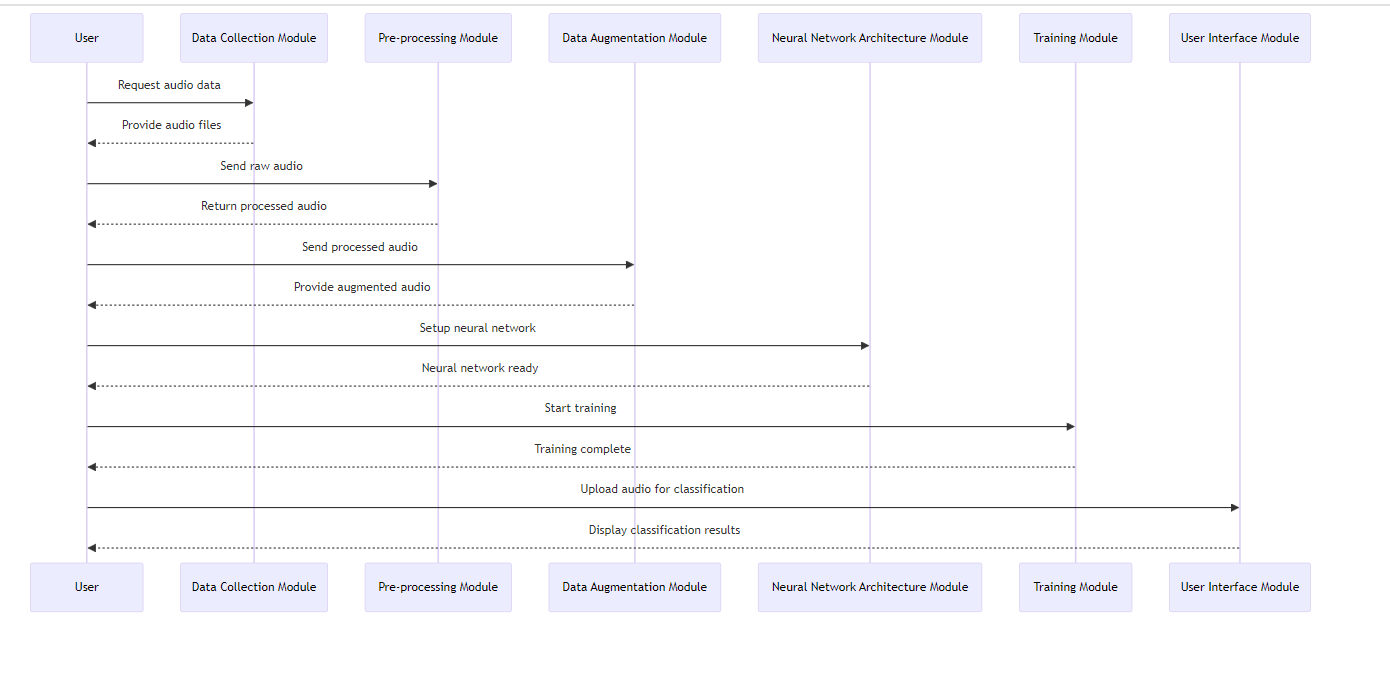 User
Data Collection Module
Pre-processing Module
Data Augmentation Module
Neural Network Architecture Module
Training Module
User Interface Module
Request audio data
Provide audio files
Send raw audio
Return processed audio
Send processed audio
Provide augmented audio
Setup neural network
Neural network ready
Start training
Training complete
Upload audio for classification
Display classification results
User
Data Collection Module
Pre-processing Module
Data Augmentation Module
Neural Network Architecture Module
Training Module
User Interface Module